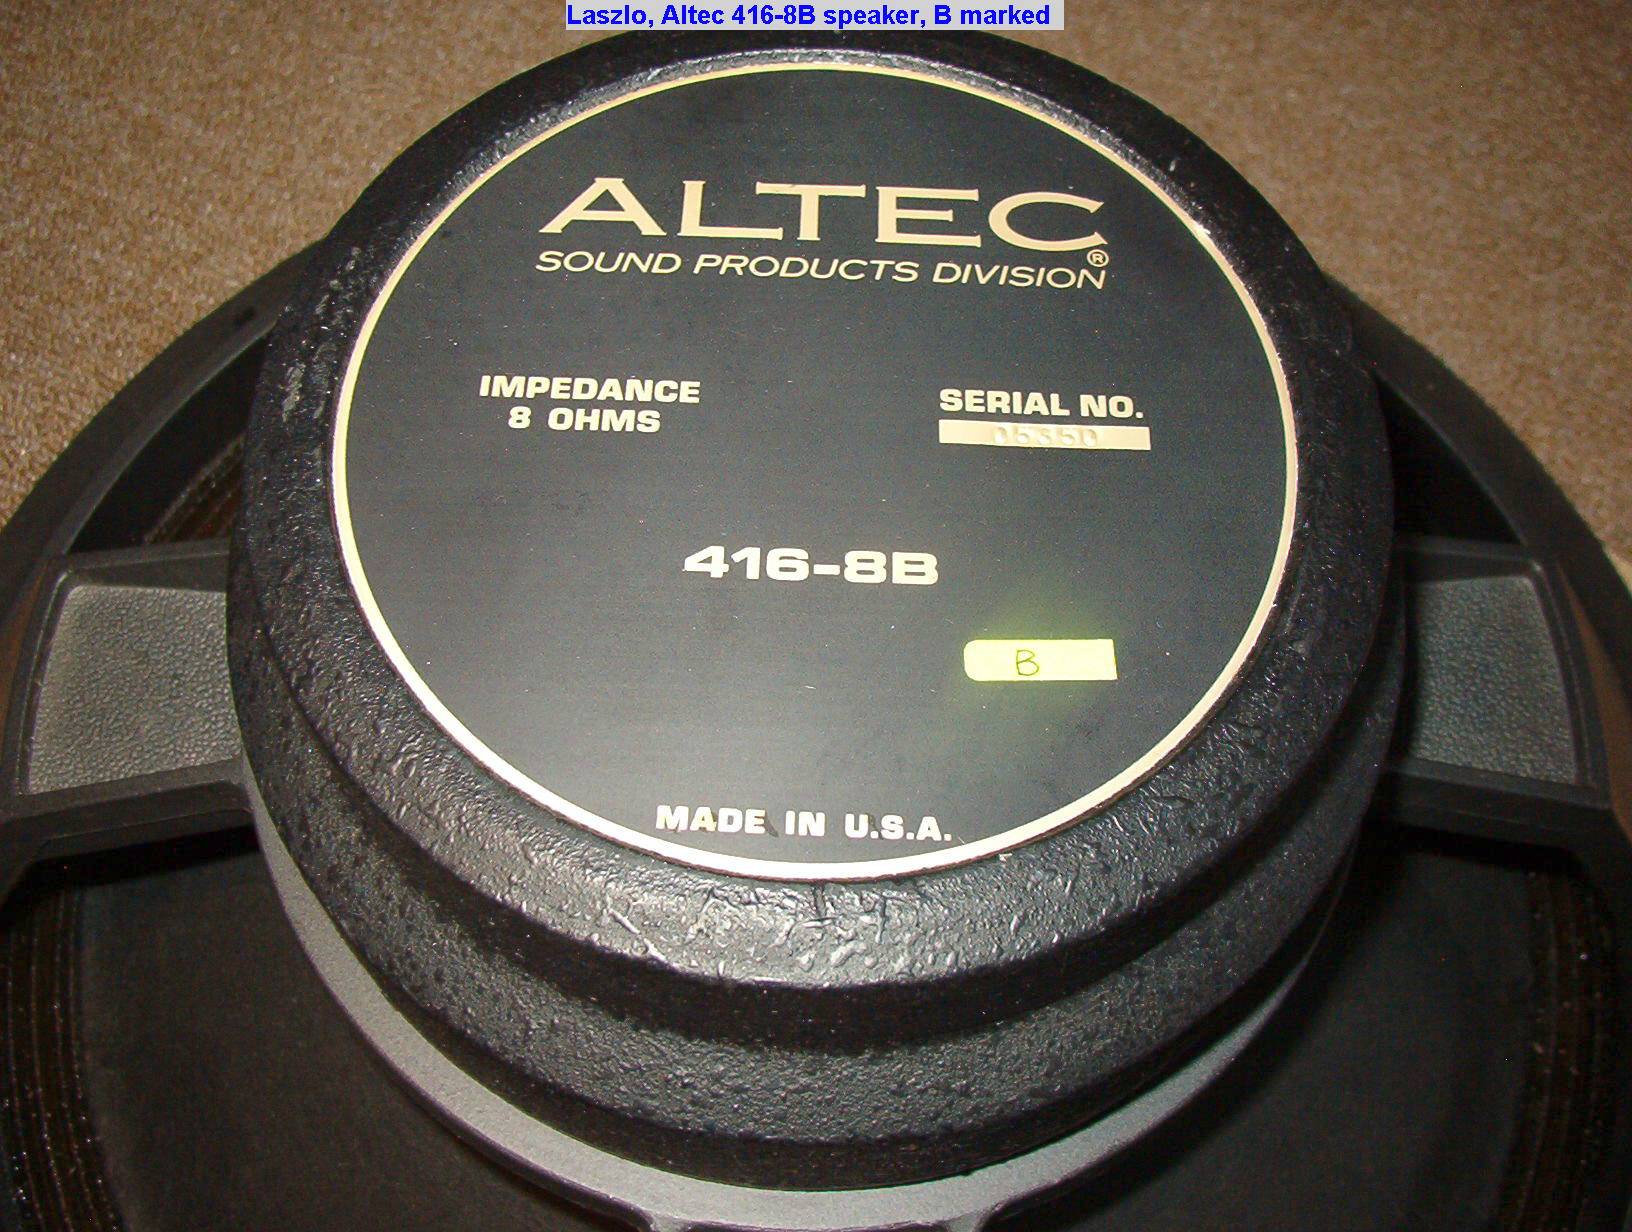 Laszlo, Altec 416-8B speaker, B marked
ALTEC
®
SOUND PRODUCTS DIVISION
IMPEDANCE
8 OHMS
SERIAL NO.
05350
416-8B
B
MADE IN U.S.A.